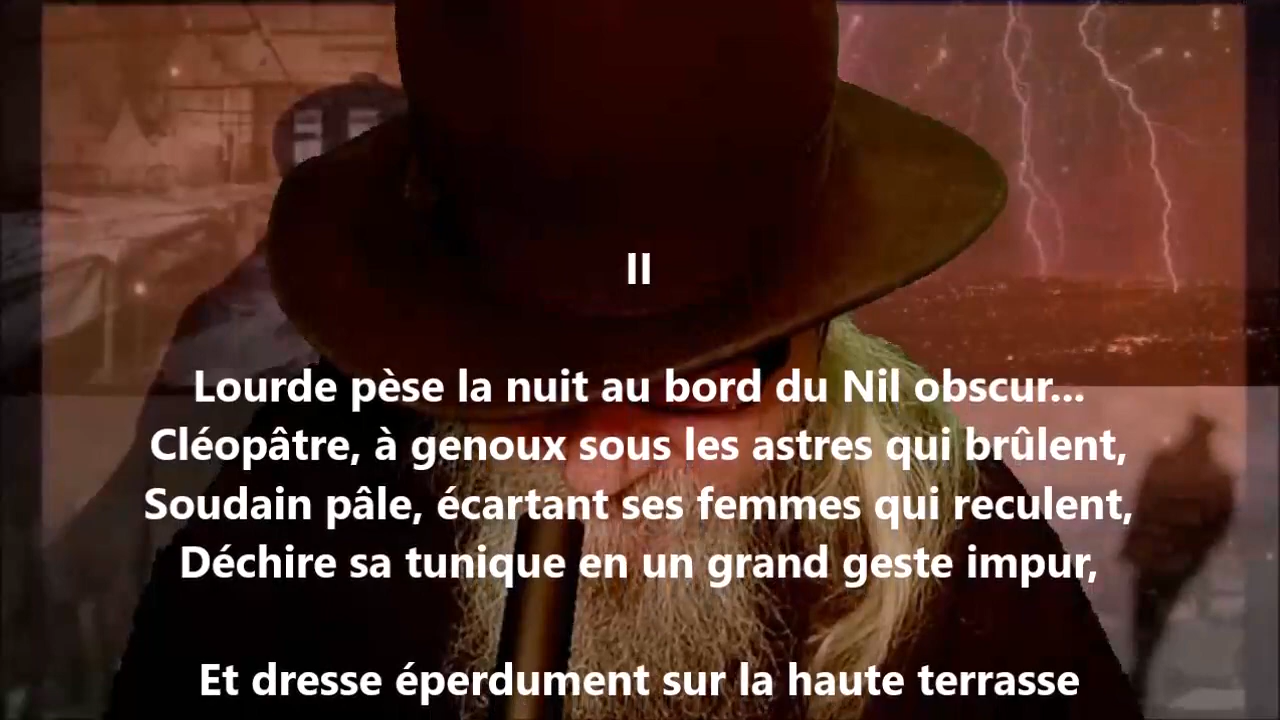 II
Lourde pèse la nuit au bord du Nil obscur...
Cléopâtre, à genoux sous les astres qui brûlent,
Soudain pâle, écartant ses femmes qui reculent,
Déchire sa tunique en un grand geste impur,
Et dresse éperdument sur la haute terrasse